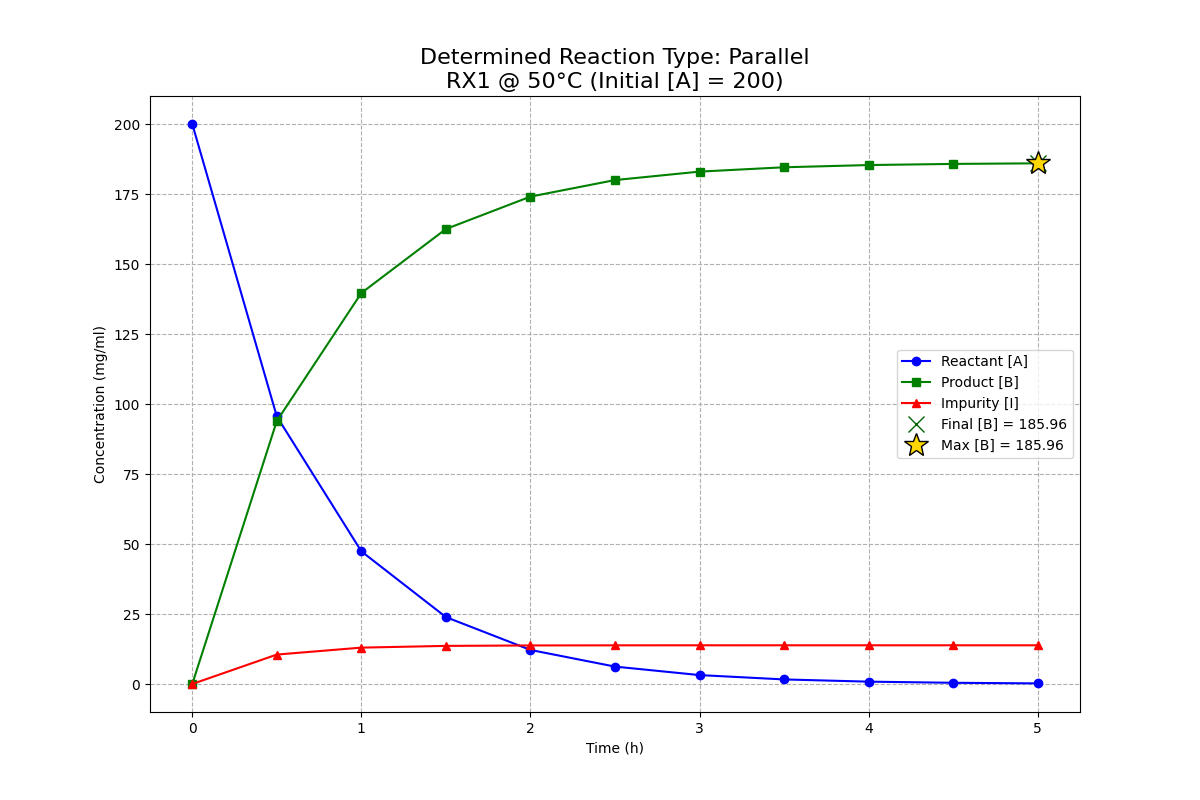 Determined Reaction Type: Parallel
RX1 @ 50°C (Initial [A] = 200)
Concentration (mg/ml)
200
175
150
125
100
75
50
25
0
Reactant [A]
Product [B]
Impurity [I]
Final [B] = 185.96
Max [B] = 185.96
0 1 2 3 4 5
Time (h)